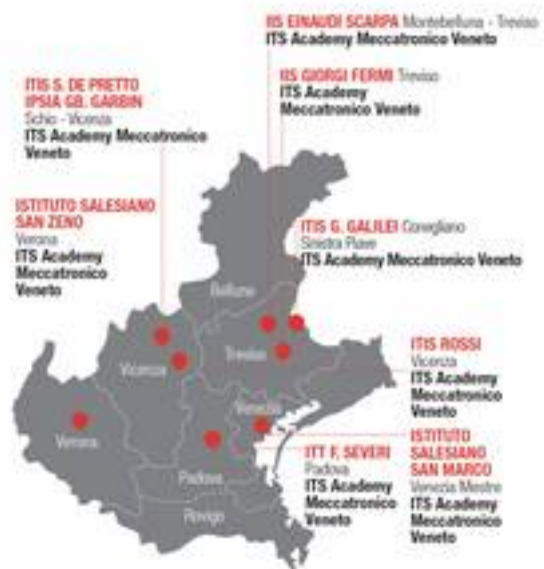 IIS EINAUDI SCARPA Montebelluna - Treviso
ITS Academy Meccatronico Veneto
IIS GIORGI FERMI Treviso
ITS Academy
Meccatronico Veneto
ITIS S. DE PRETTO
IPSIA GB. GARBIN
Schio - Vicenza
ITS Academy Meccatronico
Veneto
ISTITUTO SALESIANO
SAN ZENO
Verona
ITS Academy
Meccatronico
Veneto
ITIS G. GALILEI Conegliano
Sinistra Piave
ITS Academy Meccatronico Veneto
Belluno
Treviso
Vicenza
Verona
Venezia
Padova
Rovigo
ITIS ROSSI
Vicenza
ITS Academy
Meccatronico
Veneto
ITT F. SEVERI
Padova
ITS Academy
Meccatronico
Veneto
ISTITUTO
SALESIANO
SAN MARCO
Venezia Mestre
ITS Academy
Meccatronico
Veneto